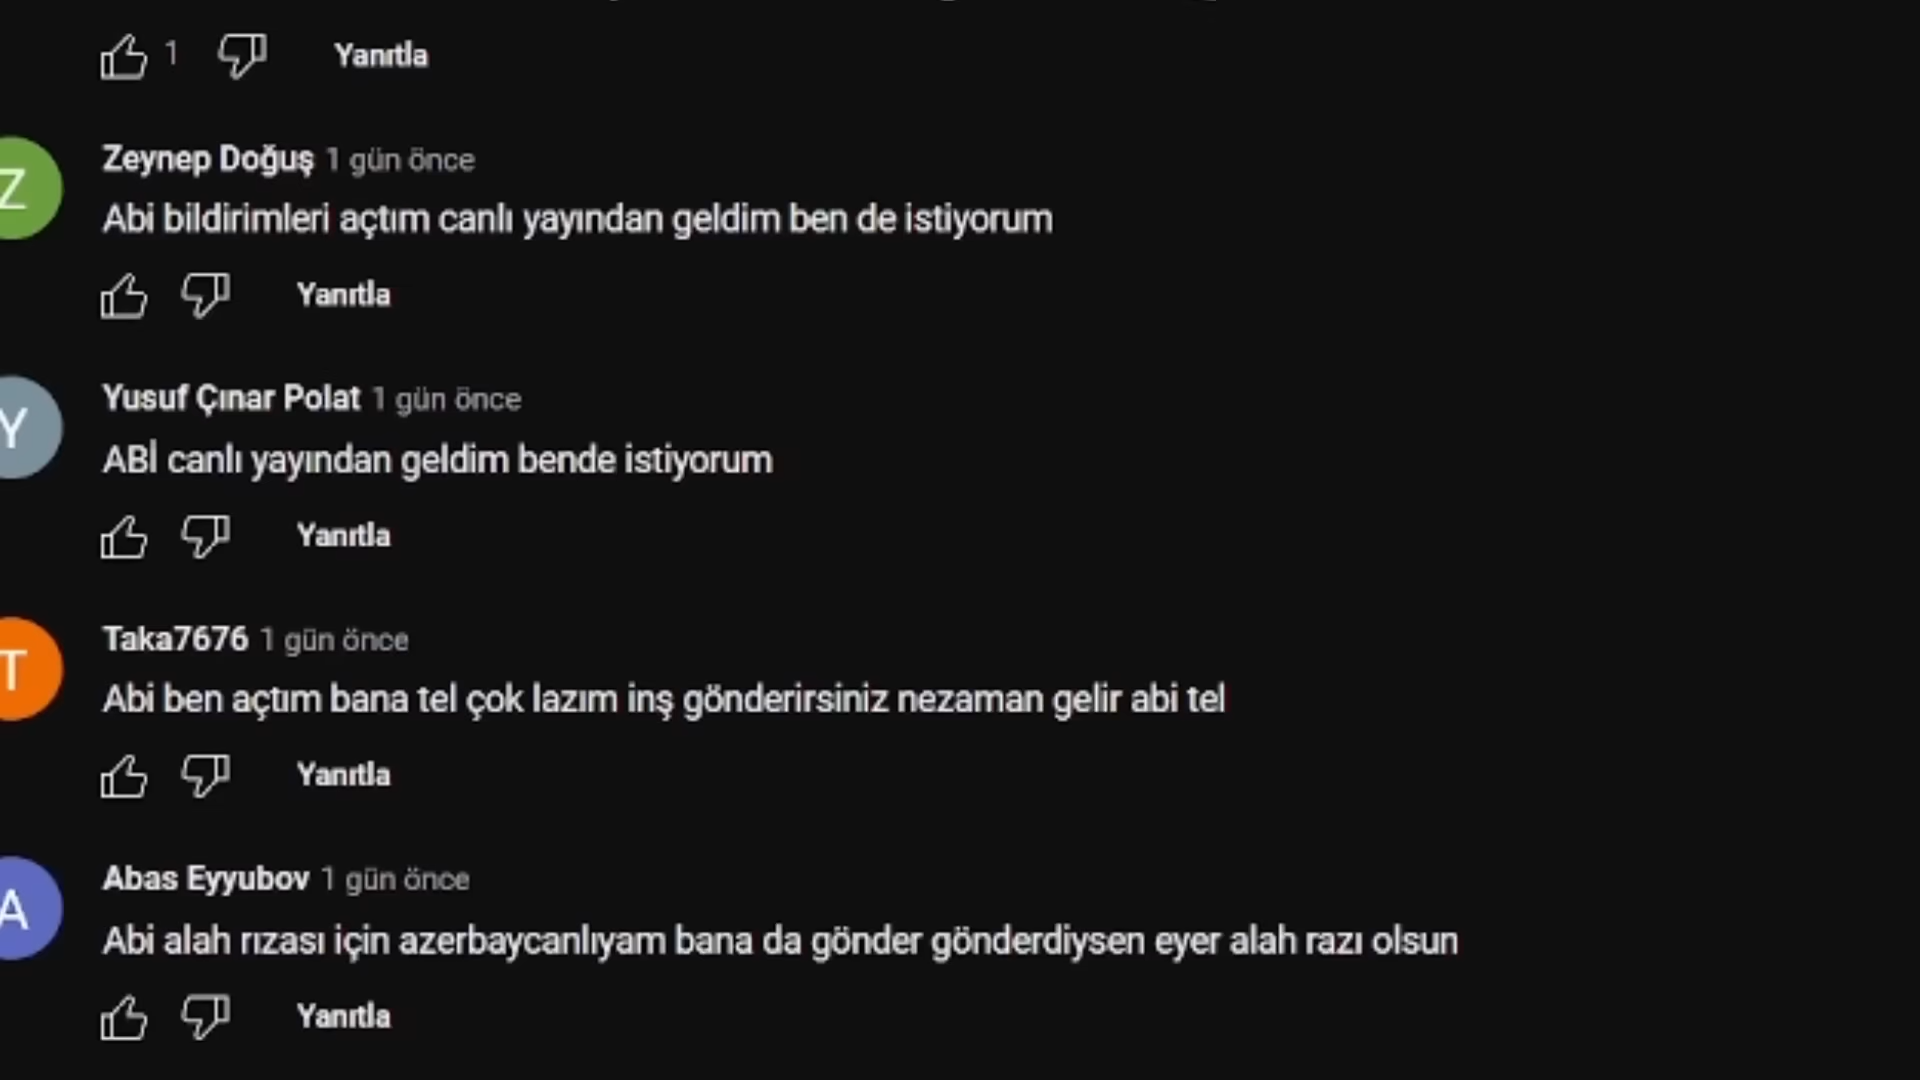 1 Yanıtla
Z
Zeynep Doğuş 1 gün önce
Abi bildirimleri açtım canlı yayından geldim ben de istiyorum
Yanıtla
Y
Yusuf Çınar Polat 1 gün önce
ABİ canlı yayından geldim bende istiyorum
Yanıtla
T
Taka7676 1 gün önce
Abi ben açtım bana tel çok lazım inş gönderirsiniz nezaman gelir abi tel
Yanıtla
A
Abas Eyyubov 1 gün önce
Abi alah rızası için azerbaycanlıyam bana da gönder gönderdiysen eyer alah razı olsun
Yanıtla